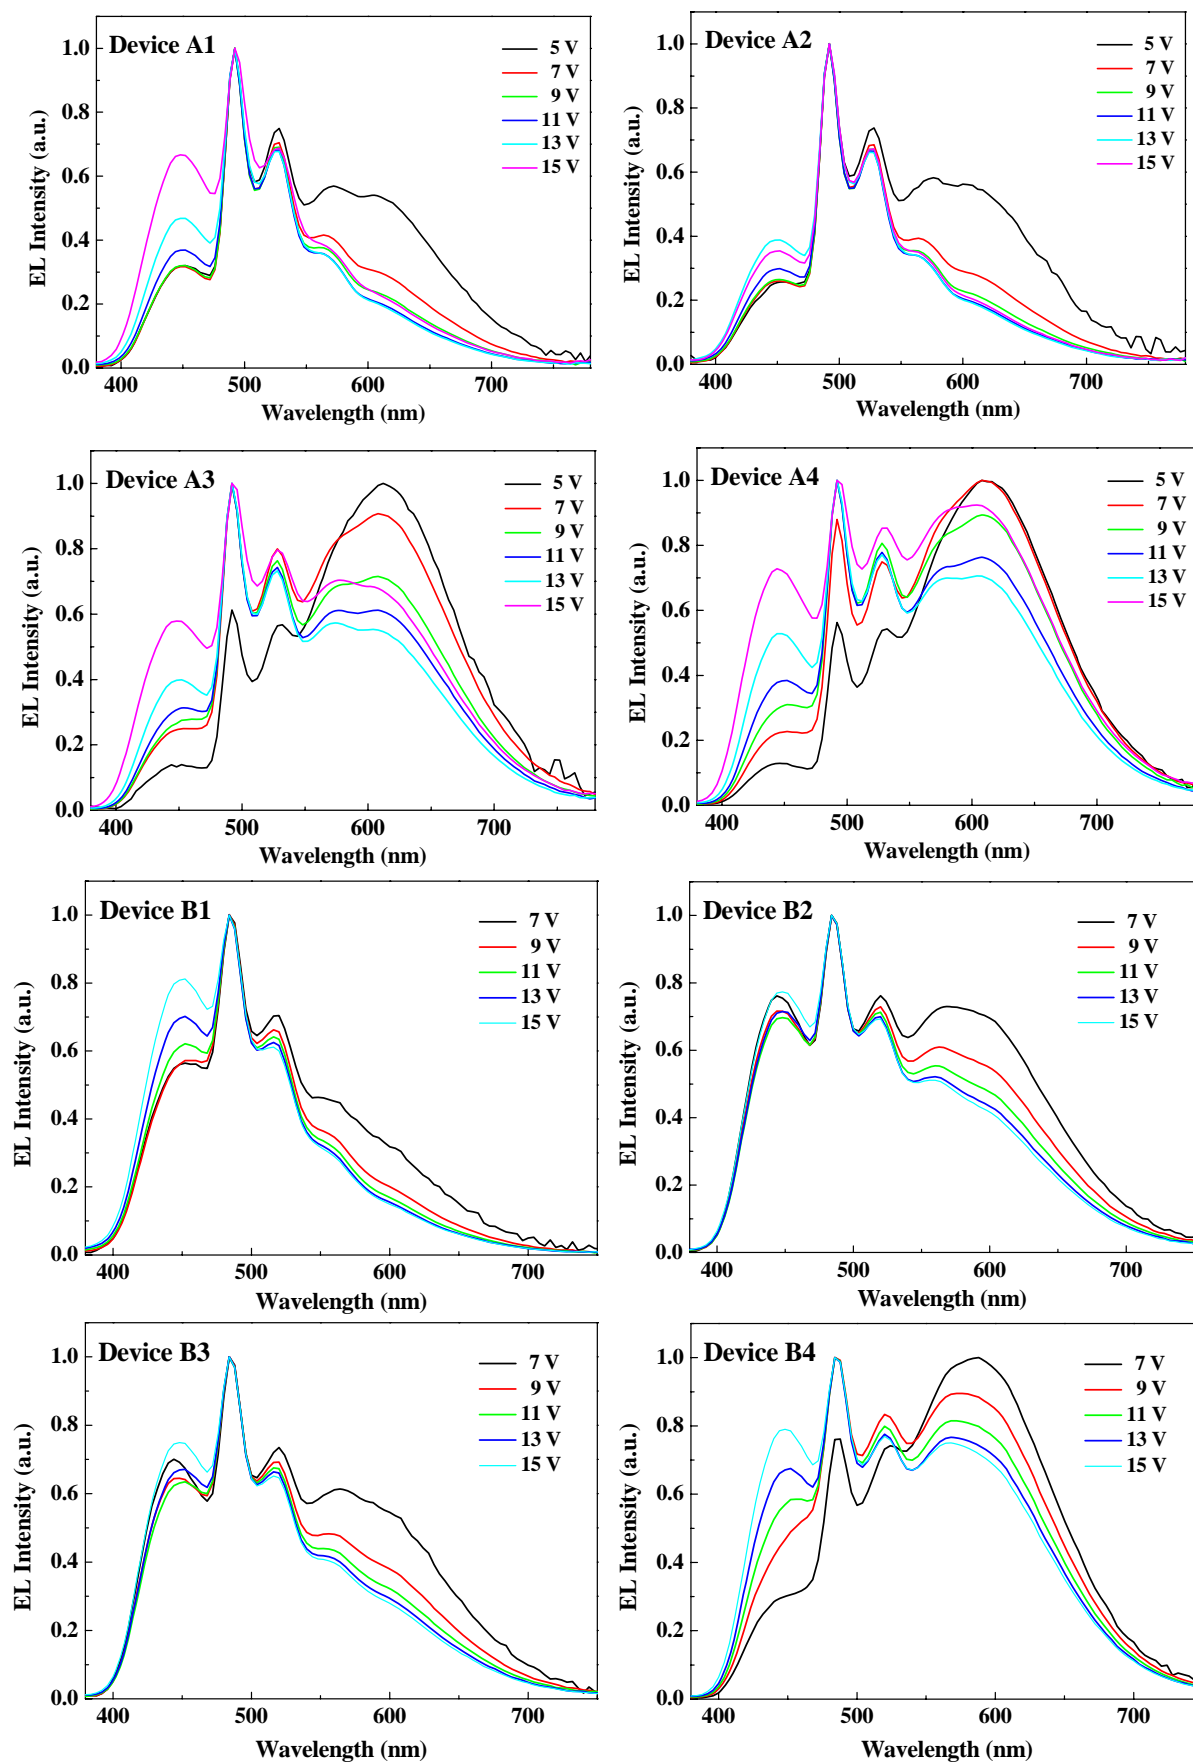 Device A1
5 V
7 V
9 V
11 V
13 V
15 V
1.0
0.8
0.6
0.4
0.2
0.0
EL Intensity (a.u.)
400 500 600 700
Wavelength (nm)
Device A2
5 V
7 V
9 V
11 V
13 V
15 V
1.0
0.8
0.6
0.4
0.2
0.0
EL Intensity (a.u.)
400 500 600 700
Wavelength (nm)
Device A3
5 V
7 V
9 V
11 V
13 V
15 V
1.0
0.8
0.6
0.4
0.2
0.0
EL Intensity (a.u.)
400 500 600 700
Wavelength (nm)
Device A4
5 V
7 V
9 V
11 V
13 V
15 V
1.0
0.8
0.6
0.4
0.2
0.0
EL Intensity (a.u.)
400 500 600 700
Wavelength (nm)
Device B1
7 V
9 V
11 V
13 V
15 V
1.0
0.8
0.6
0.4
0.2
0.0
EL Intensity (a.u.)
400 500 600 700
Wavelength (nm)
Device B2
7 V
9 V
11 V
13 V
15 V
1.0
0.8
0.6
0.4
0.2
0.0
EL Intensity (a.u.)
400 500 600 700
Wavelength (nm)
Device B3
7 V
9 V
11 V
13 V
15 V
1.0
0.8
0.6
0.4
0.2
0.0
EL Intensity (a.u.)
400 500 600 700
Wavelength (nm)
Device B4
7 V
9 V
11 V
13 V
15 V
1.0
0.8
0.6
0.4
0.2
0.0
EL Intensity (a.u.)
400 500 600 700
Wavelength (nm)